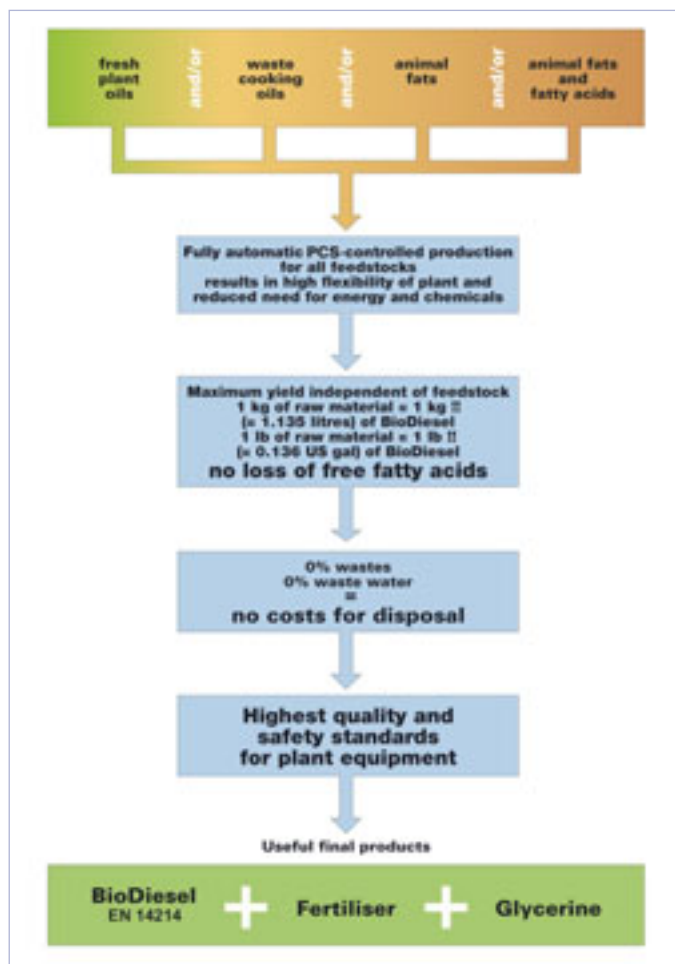 fresh plant oils
and/or
waste cooking oils
and/or
animal fats
and/or
animal fats and fatty acids
Fully automatic PCS-controlled production
for all feedstocks
results in high flexibility of plant and
reduced need for energy and chemicals
Maximum yield independent of feedstock
1 kg of raw material = 1 kg !!
(= 1.135 litres) of BioDiesel
1 lb of raw material = 1 lb !!
(= 0.136 US gal) of BioDiesel
no loss of free fatty acids
0% wastes
0% waste water
=
no costs for disposal
Highest quality and
safety standards
for plant equipment
Useful final products
BioDiesel
EN 14214
+
Fertiliser
+
Glycerine